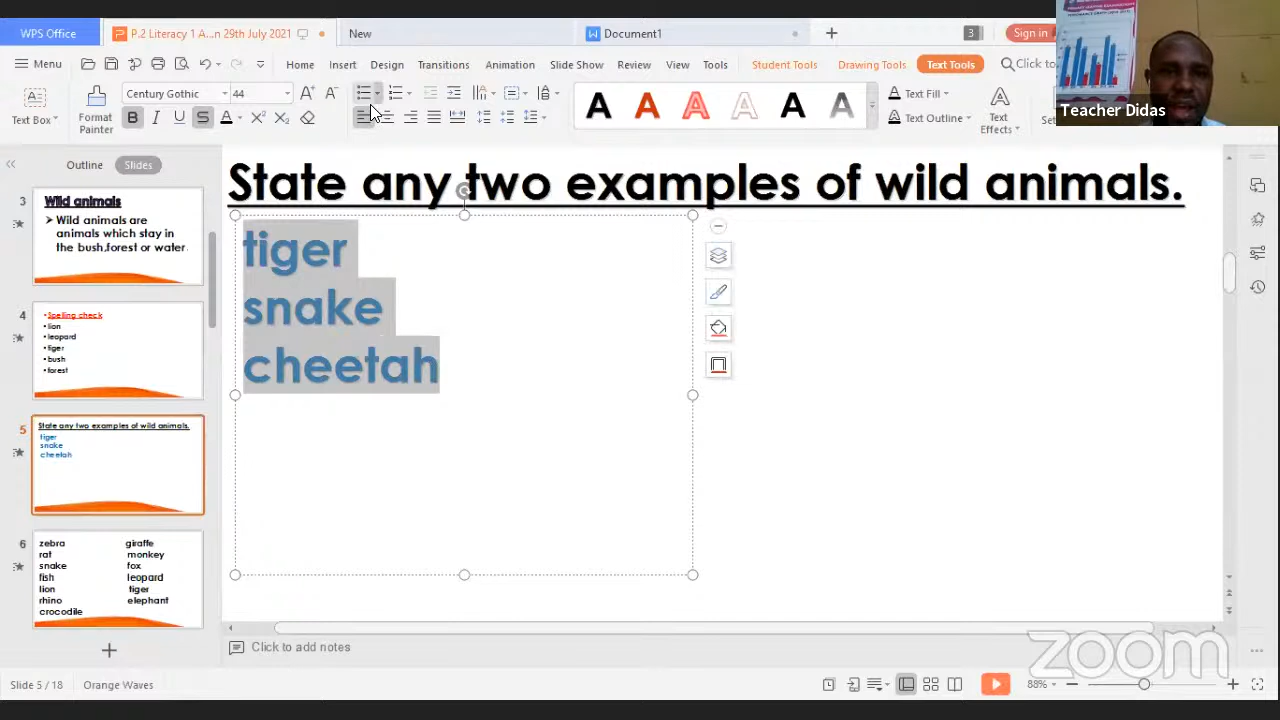 WPS Office
P.2 Literacy 1 A...n 29th July 2021
New
Document1
3
Sign in
Menu
Home
Insert
Design
Transitions
Animation
Slide Show
Review
View
Tools
Student Tools
Drawing Tools
Text Tools
Click to
Text Box
Format
Painter
Century Gothic
44
Text Fill
Text Outline
Text
Effects
Teacher Didas
Outline
Slides
3
Wild animals
Wild animals are
animals which stay in
the bush,forest or water
4
Spelling check
lion
leopard
tiger
bush
forest
5
State any two examples of wild animals.
tiger
snake
cheetah
6
zebra giraffe
rat monkey
snake fox
fish leopard
lion tiger
rhino elephant
crocodile
State any two examples of wild animals.
tiger
snake
cheetah
Click to add notes
zoom
Slide 5 / 18
Orange Waves
88%